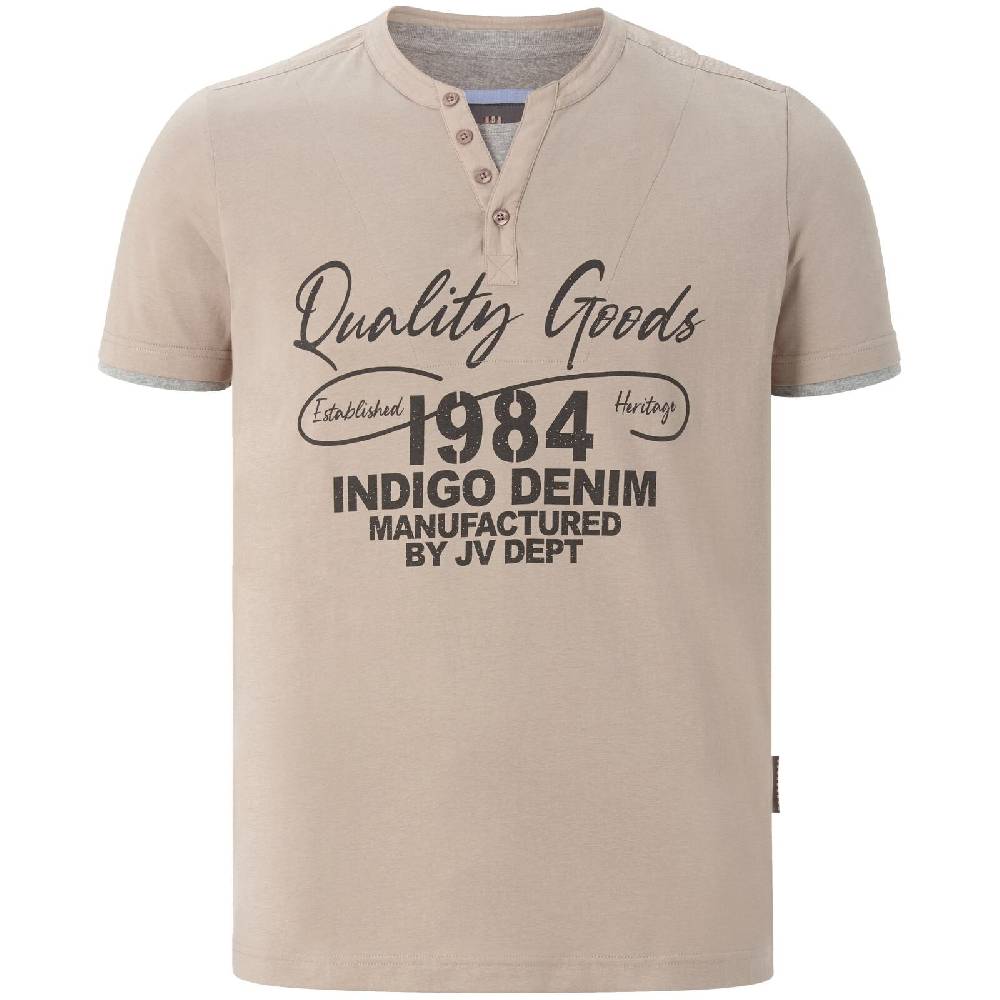 Quality Goods
Established 1984 Heritage
INDIGO DENIM
MANUFACTURED
BY JV DEPT